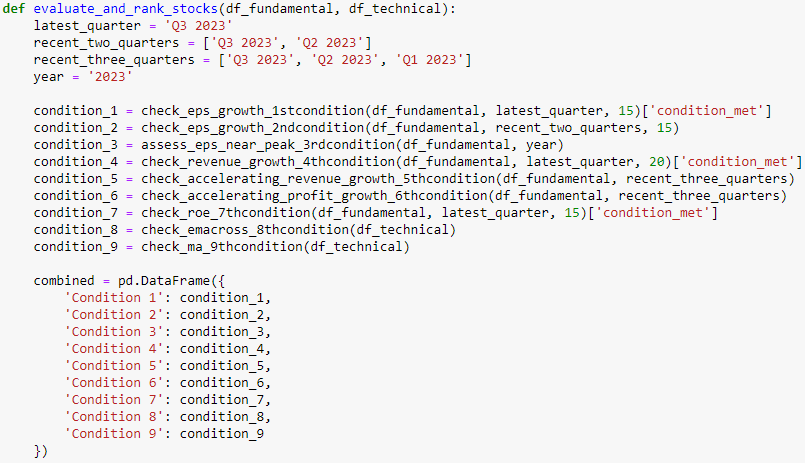 def evaluate_and_rank_stocks(df_fundamental, df_technical):
    latest_quarter = 'Q3 2023'
    recent_two_quarters = ['Q3 2023', 'Q2 2023']
    recent_three_quarters = ['Q3 2023', 'Q2 2023', 'Q1 2023']
    year = '2023'

    condition_1 = check_eps_growth_1stcondition(df_fundamental, latest_quarter, 15)['condition_met']
    condition_2 = check_eps_growth_2ndcondition(df_fundamental, recent_two_quarters, 15)
    condition_3 = assess_eps_near_peak_3rdcondition(df_fundamental, year)
    condition_4 = check_revenue_growth_4thcondition(df_fundamental, latest_quarter, 20)['condition_met']
    condition_5 = check_accelerating_revenue_growth_5thcondition(df_fundamental, recent_three_quarters)
    condition_6 = check_accelerating_profit_growth_6thcondition(df_fundamental, recent_three_quarters)
    condition_7 = check_roe_7thcondition(df_fundamental, latest_quarter, 15)['condition_met']
    condition_8 = check_emacross_8thcondition(df_technical)
    condition_9 = check_ma_9thcondition(df_technical)

    combined = pd.DataFrame({
        'Condition 1': condition_1,
        'Condition 2': condition_2,
        'Condition 3': condition_3,
        'Condition 4': condition_4,
        'Condition 5': condition_5,
        'Condition 6': condition_6,
        'Condition 7': condition_7,
        'Condition 8': condition_8,
        'Condition 9': condition_9
    })